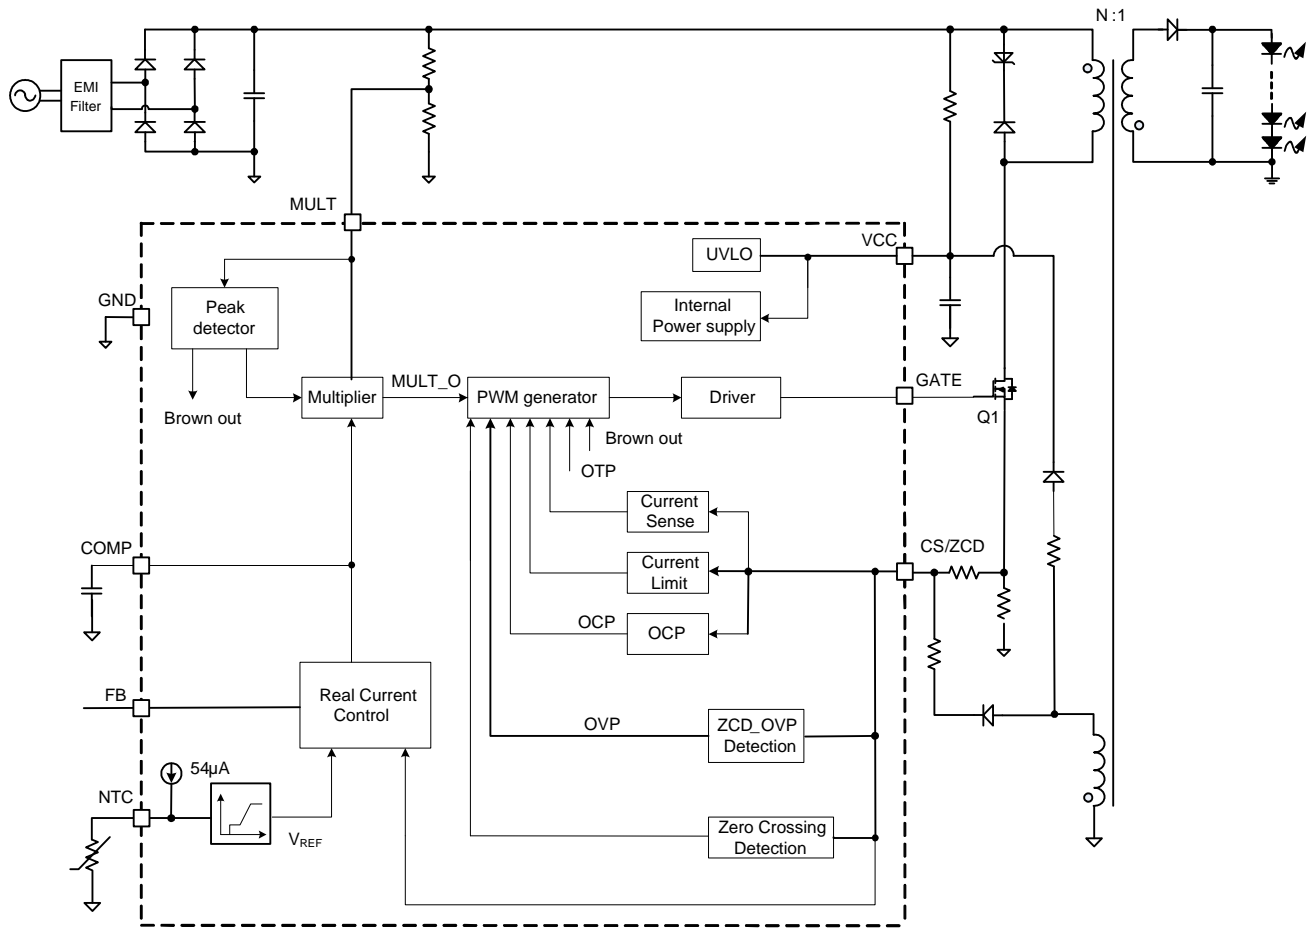 N :1
EMI
Filter
MULT
VCC
UVLO
GND
Peak
detector
Internal
Power supply
MULT_O
GATE
Multiplier
PWM generator
Driver
Brown out
Q1
Brown out
OTP
Current
Sense
COMP
CS/ZCD
Current
Limit
OCP
OCP
FB
Real Current
Control
OVP
ZCD_OVP
Detection
54µA
NTC
VREF
Zero Crossing
Detection